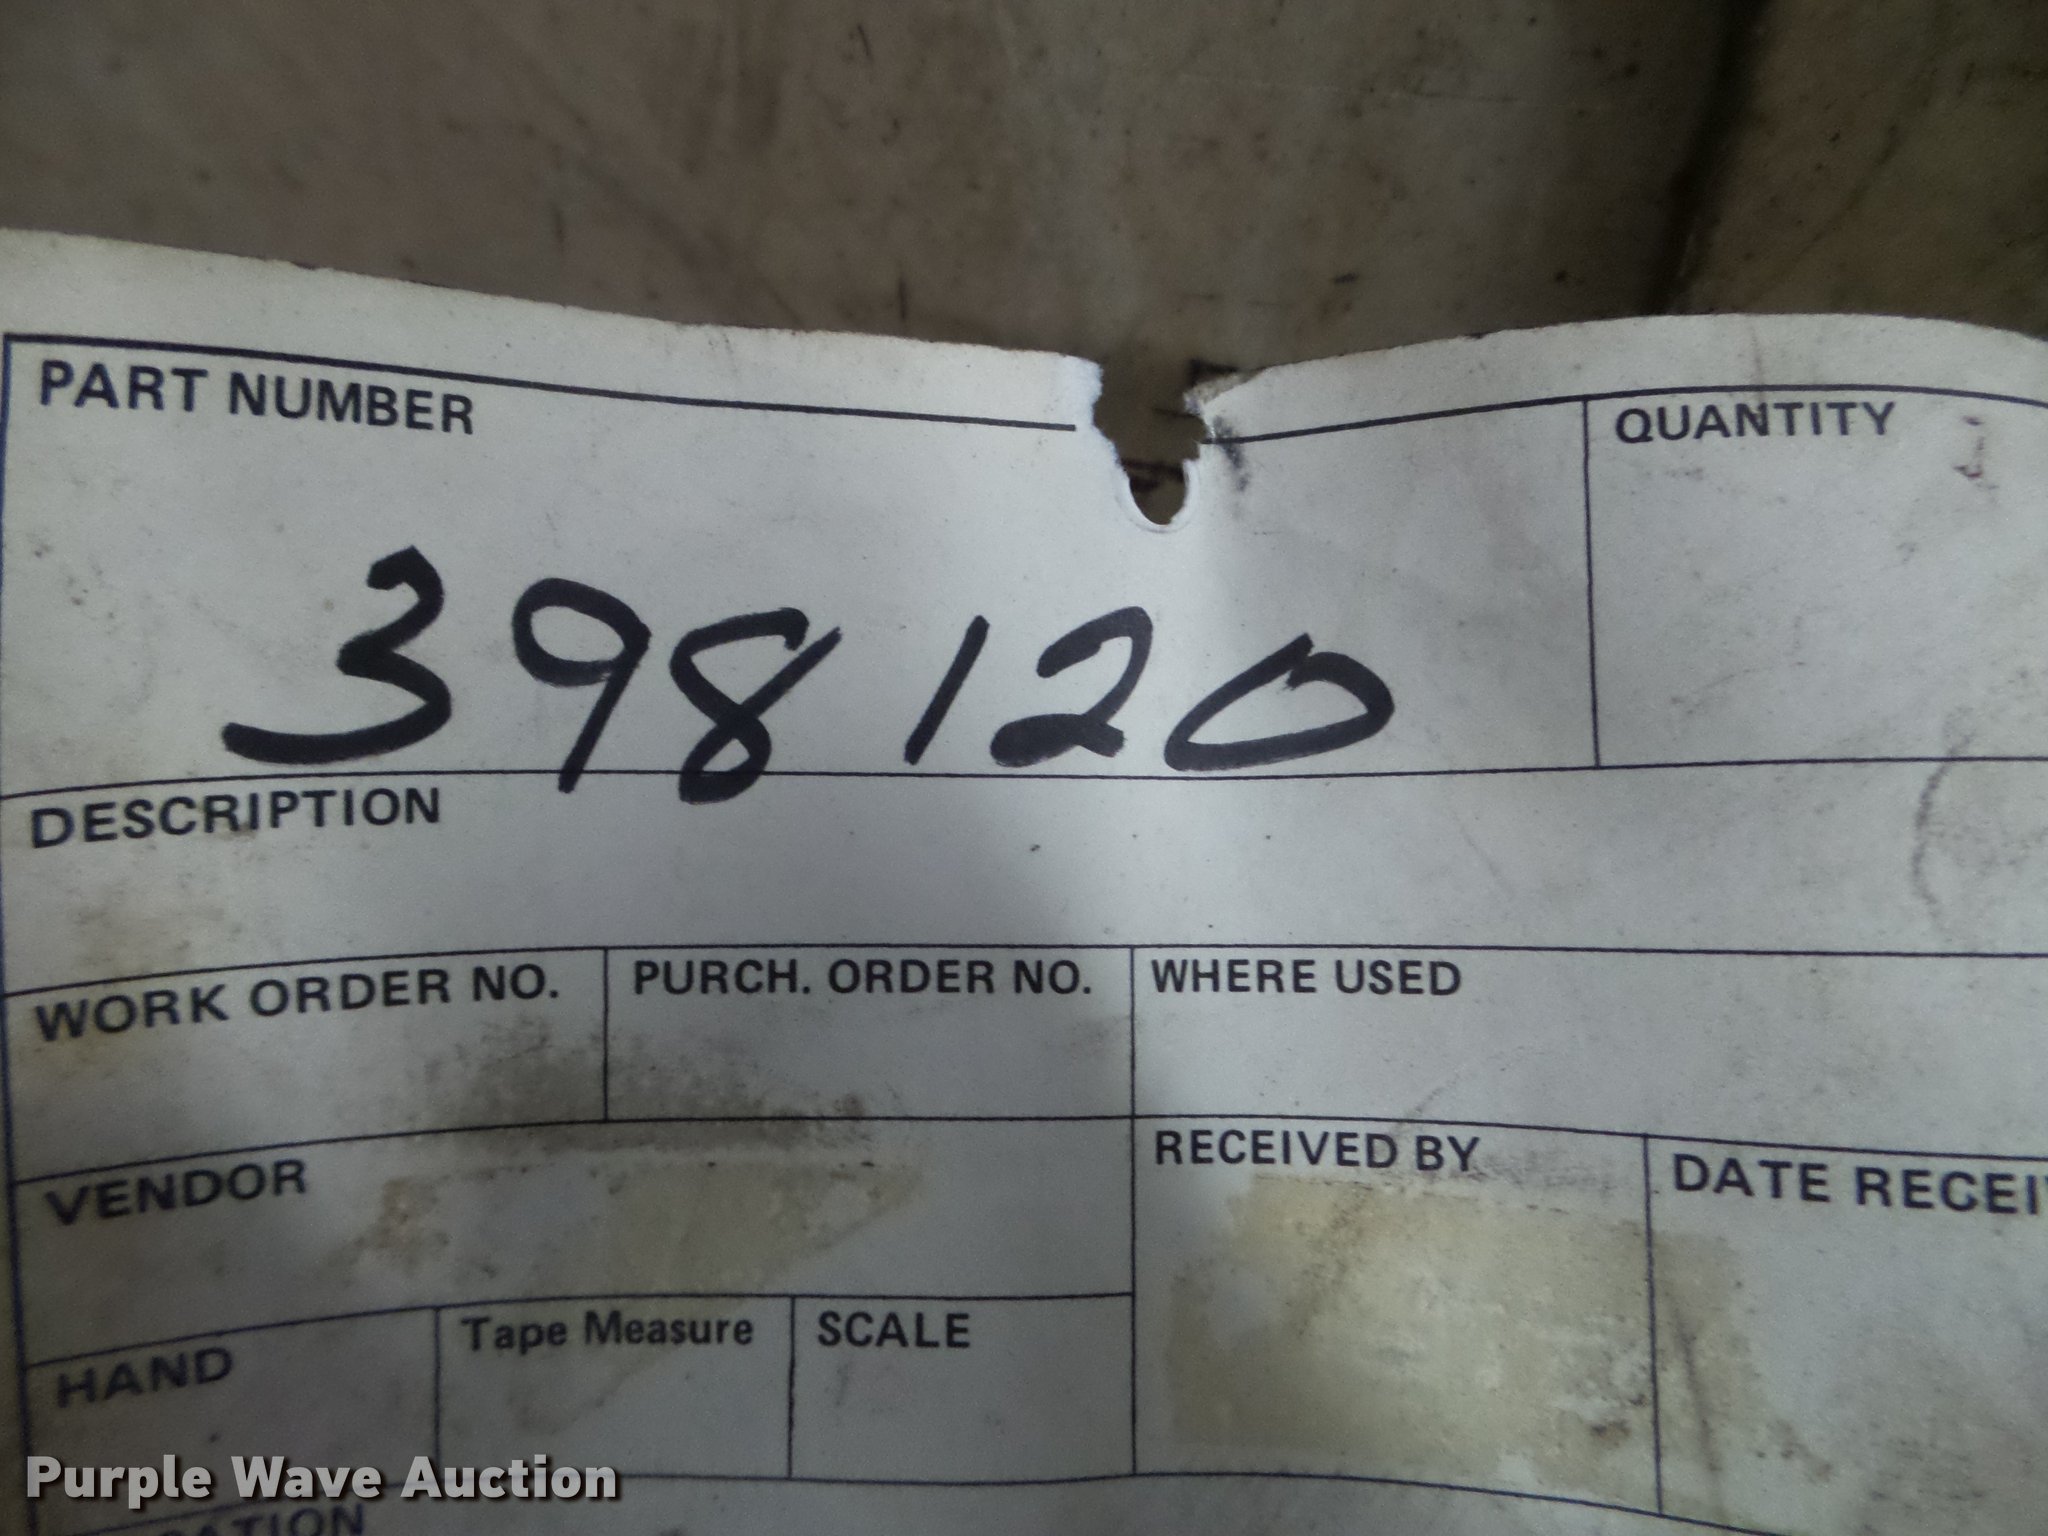 PART NUMBER
QUANTITY
398120
DESCRIPTION
WORK ORDER NO.
PURCH. ORDER NO.
WHERE USED
VENDOR
RECEIVED BY
DATE RECEI
HAND
Tape Measure
SCALE
Purple Wave Auction